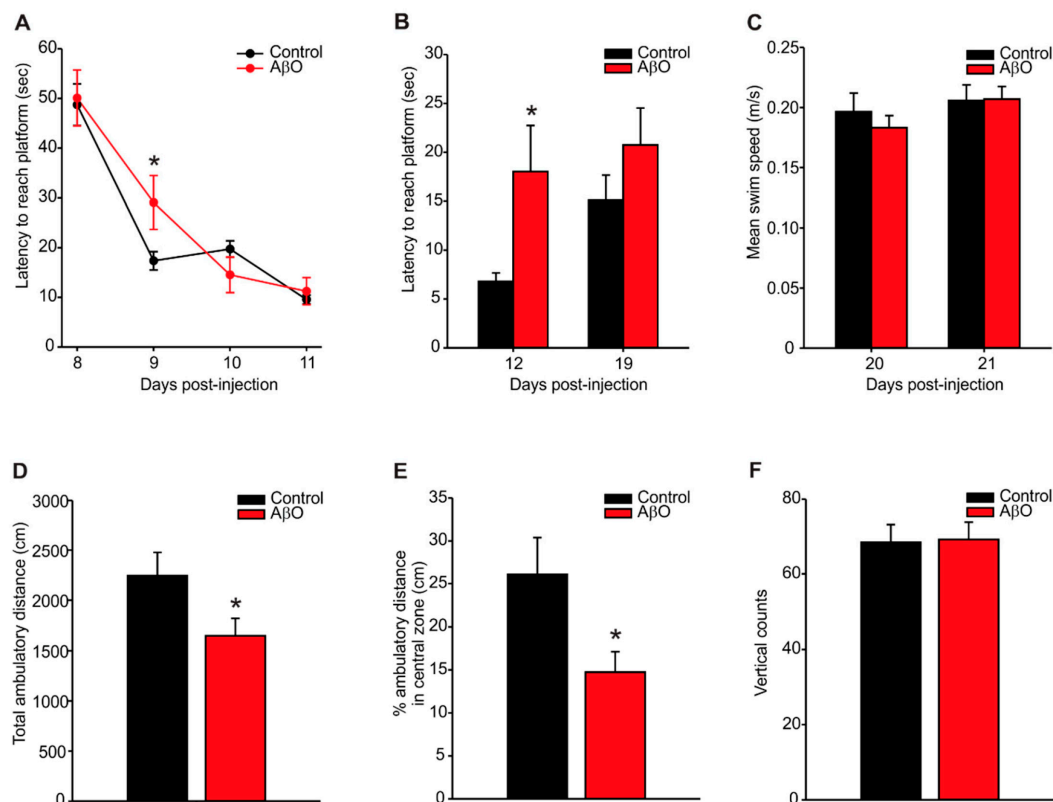 A
Control
AβO
60
50
40
30
20
10
0
*
Latency to reach platform (sec)
8 9 10 11
Days post-injection
B
Control
AβO
30
25
20
15
10
5
0
*
Latency to reach platform (sec)
12 19
Days post-injection
C
Control
AβO
0.25
0.20
0.15
0.10
0.05
0
Mean swim speed (m/s)
20 21
Days post-injection
D
Control
AβO
3000
2500
2000
1500
1000
500
0
*
Total ambulatory distance (cm)
E
Control
AβO
35
30
25
20
15
10
5
0
*
% ambulatory distance
in central zone (cm)
F
Control
AβO
80
60
40
20
0
Vertical counts